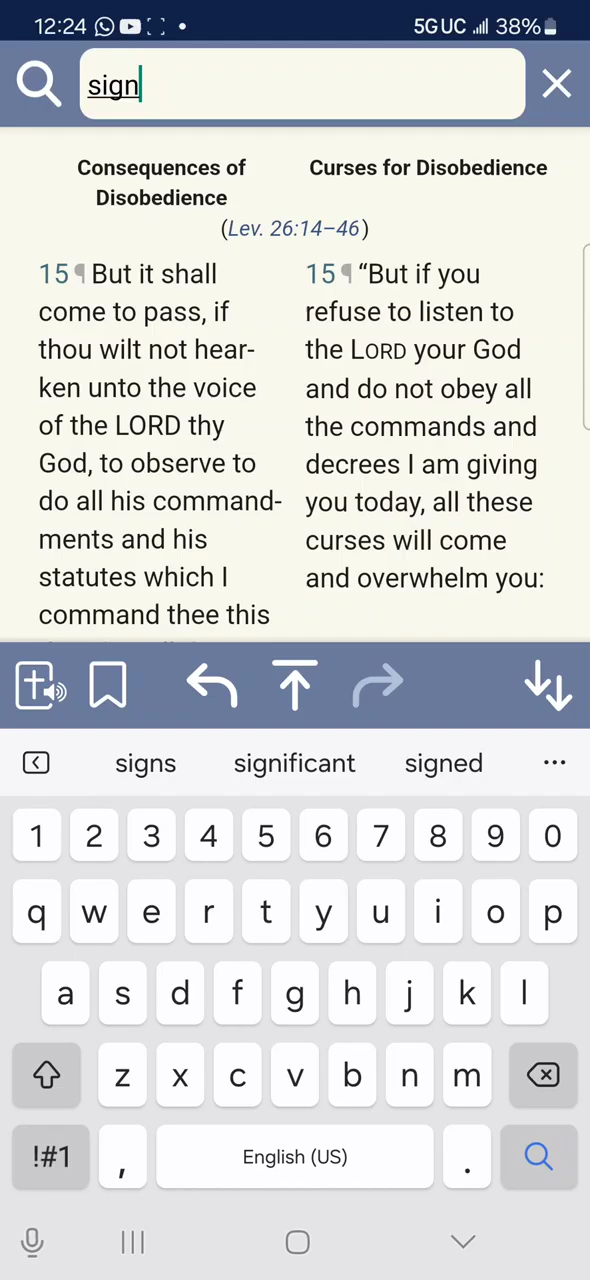 12:24 5G UC 38%
sign
Consequences of
Disobedience
Curses for Disobedience
(Lev. 26:14–46)
15 ¶ But it shall
come to pass, if
thou wilt not hear-
ken unto the voice
of the LORD thy
God, to observe to
do all his command-
ments and his
statutes which I
command thee this
15 ¶ “But if you
refuse to listen to
the LORD your God
and do not obey all
the commands and
decrees I am giving
you today, all these
curses will come
and overwhelm you:
signs significant signed ...
1 2 3 4 5 6 7 8 9 0
q w e r t y u i o p
a s d f g h j k l
z x c v b n m
!#1 , English (US) .